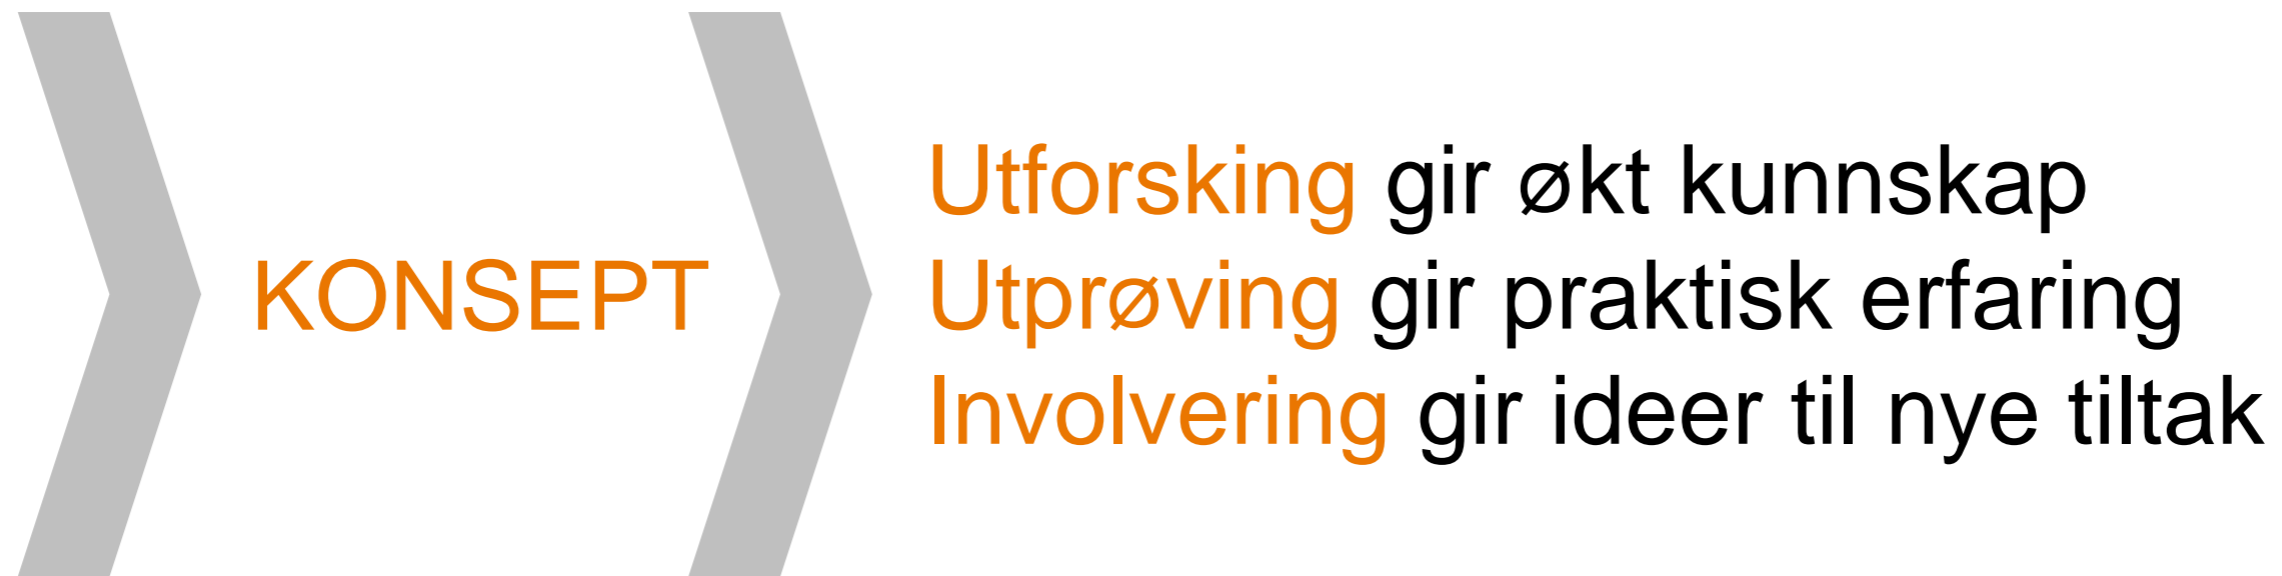 KONSEPT
Utforsking gir økt kunnskap
Utprøving gir praktisk erfaring
Involvering gir ideer til nye tiltak